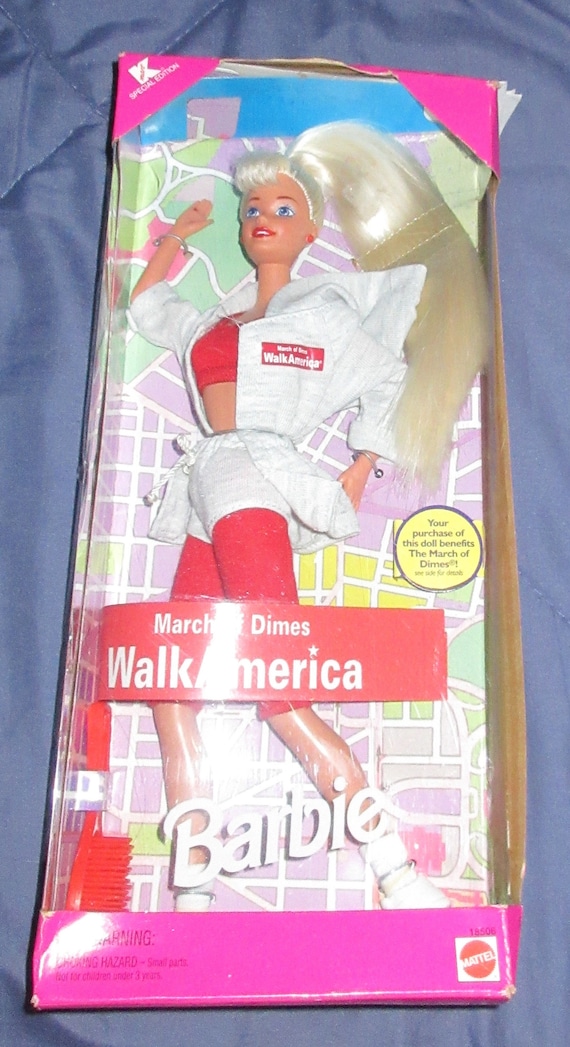 K
SPECIAL EDITION
March of Dimes
WalkAmerica
Your
purchase of
this doll benefits
The March of
Dimes®!
see side for details
March of Dimes
WalkAmerica
Barbie
WARNING:
CHOKING HAZARD – Small parts.
Not for children under 3 years.
18506
MATTEL